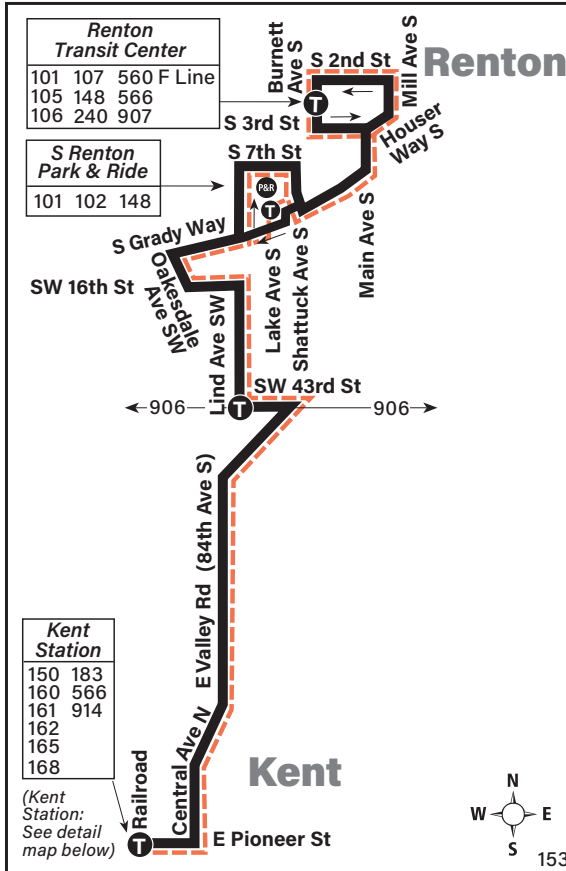 Renton
Transit Center
101 107 560 F Line
105 148 566
106 240 907
Burnett
Ave S
S 2nd St
Mill Ave S
Renton
T
S 3rd St
Houser
Way S
S 7th St
S Renton
Park & Ride
101 102 148
P&R
T
S Grady Way
Main Ave S
Oakesdale
Ave SW
SW 16th St
Lake Ave S
Shattuck Ave S
Lind Ave SW
SW 43rd St
906
T
906
E Valley Rd (84th Ave S)
Kent
Station
150 183
160 566
161 914
162
165
168
(Kent
Station:
See detail
map below)
Railroad
Central Ave N
Kent
T
E Pioneer St
N
W E
S
153